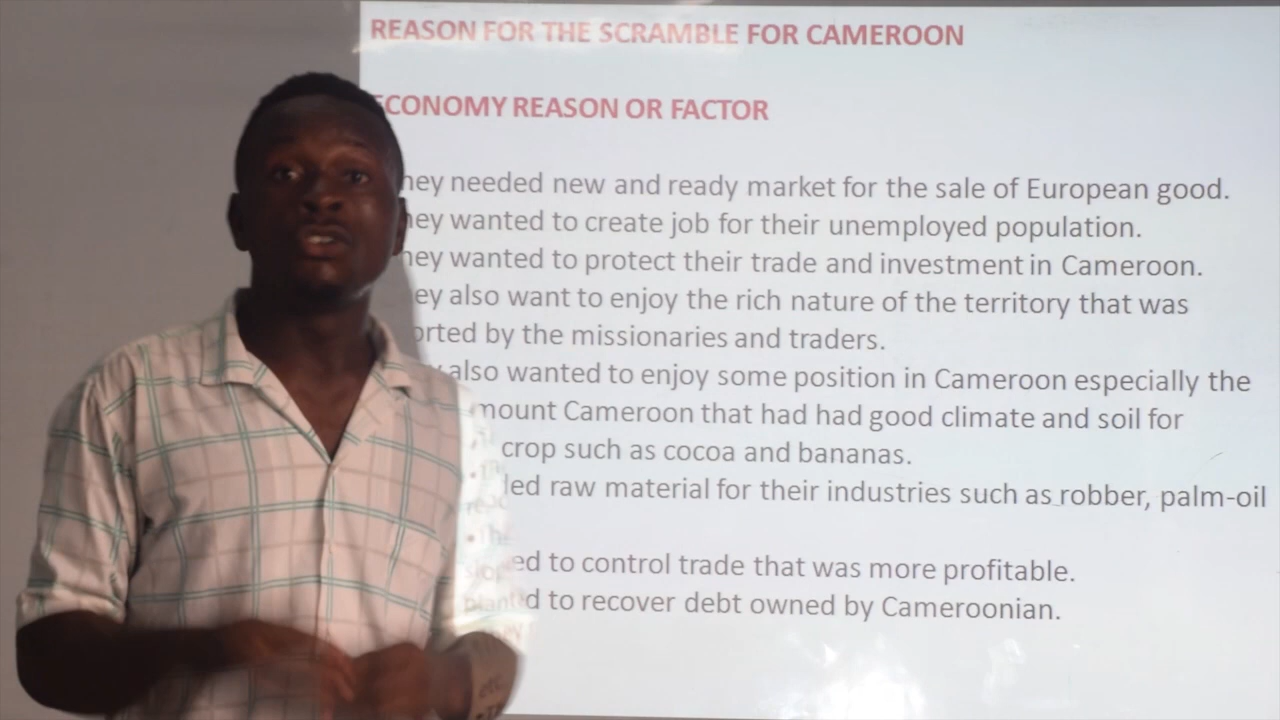 REASON FOR THE SCRAMBLE FOR CAMEROON
ECONOMY REASON OR FACTOR
hey needed new and ready market for the sale of European good.
hey wanted to create job for their unemployed population.
hey wanted to protect their trade and investment in Cameroon.
ey also want to enjoy the rich nature of the territory that was
orted by the missionaries and traders.
also wanted to enjoy some position in Cameroon especially the
mount Cameroon that had had good climate and soil for
crop such as cocoa and bananas.
ded raw material for their industries such as robber, palm-oil
etc
ed to control trade that was more profitable.
ed to recover debt owned by Cameroonian.